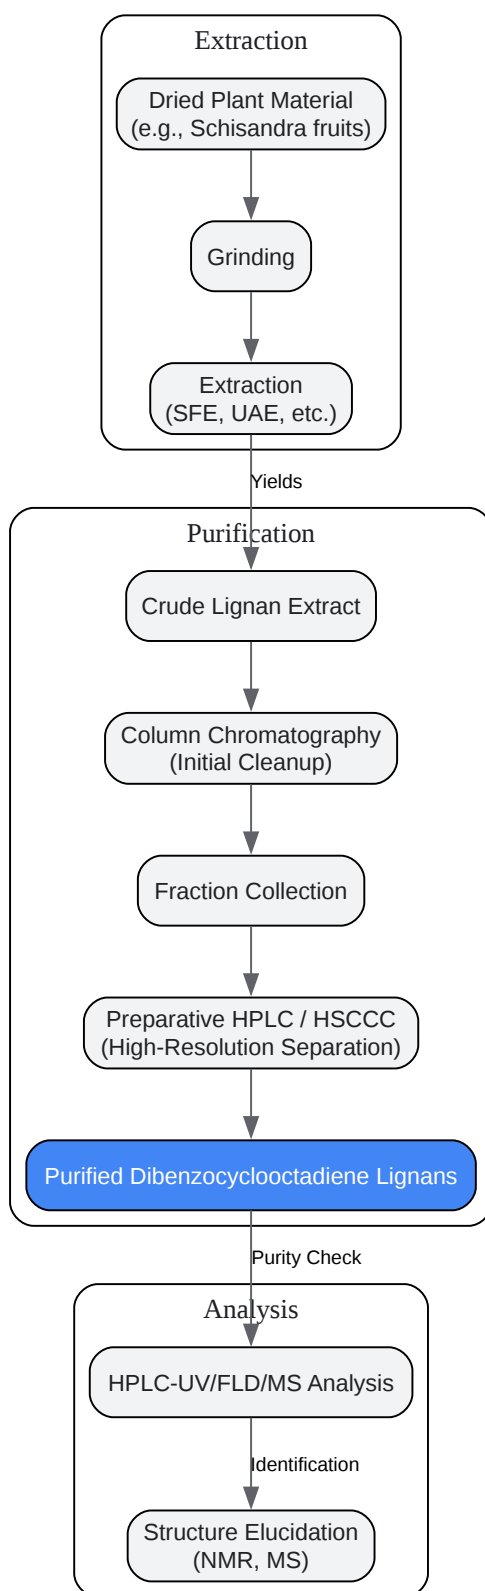 Extraction
Dried Plant Material
(e.g., Schisandra fruits)
Grinding
Extraction
(SFE, UAE, etc.)
Yields
Purification
Crude Lignan Extract
Column Chromatography
(Initial Cleanup)
Fraction Collection
Preparative HPLC / HSCCC
(High-Resolution Separation)
Purified Dibenzocyclooctadiene Lignans
Purity Check
Analysis
HPLC-UV/FLD/MS Analysis
Identification
Structure Elucidation
(NMR, MS)